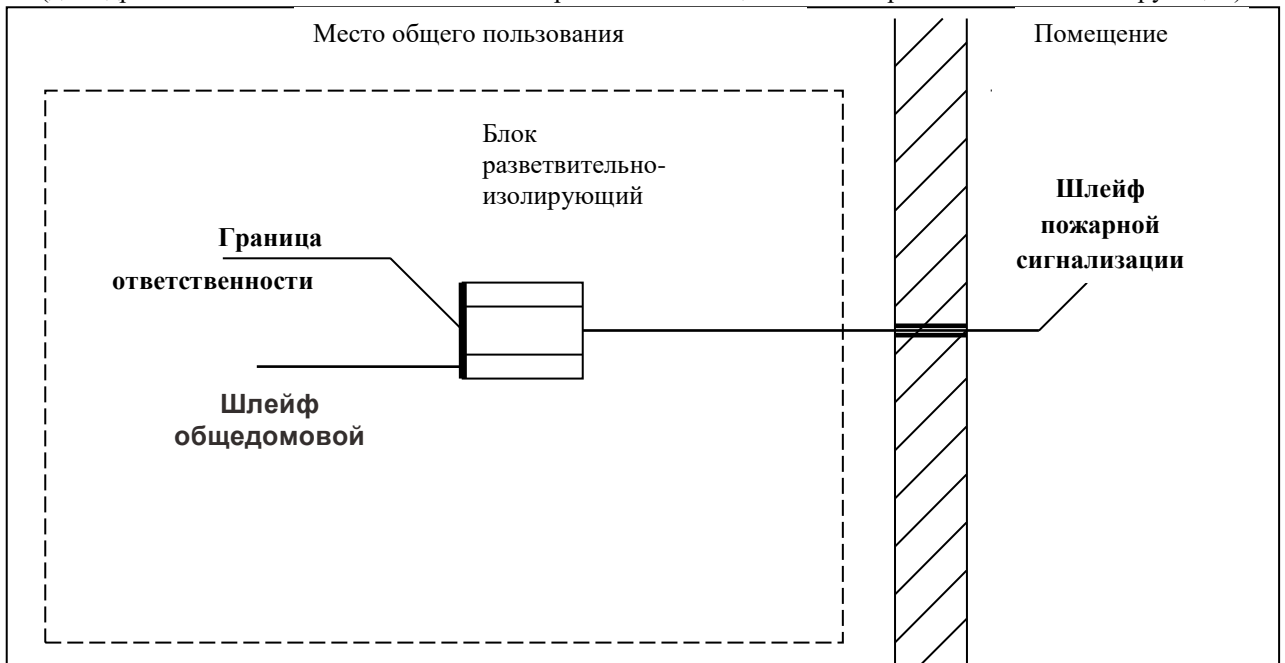 Место общего пользования
Помещение
Блок
разветвительно-
изолирующий
Шлейф
пожарной
сигнализации
Граница
ответственности
Шлейф
общедомовой